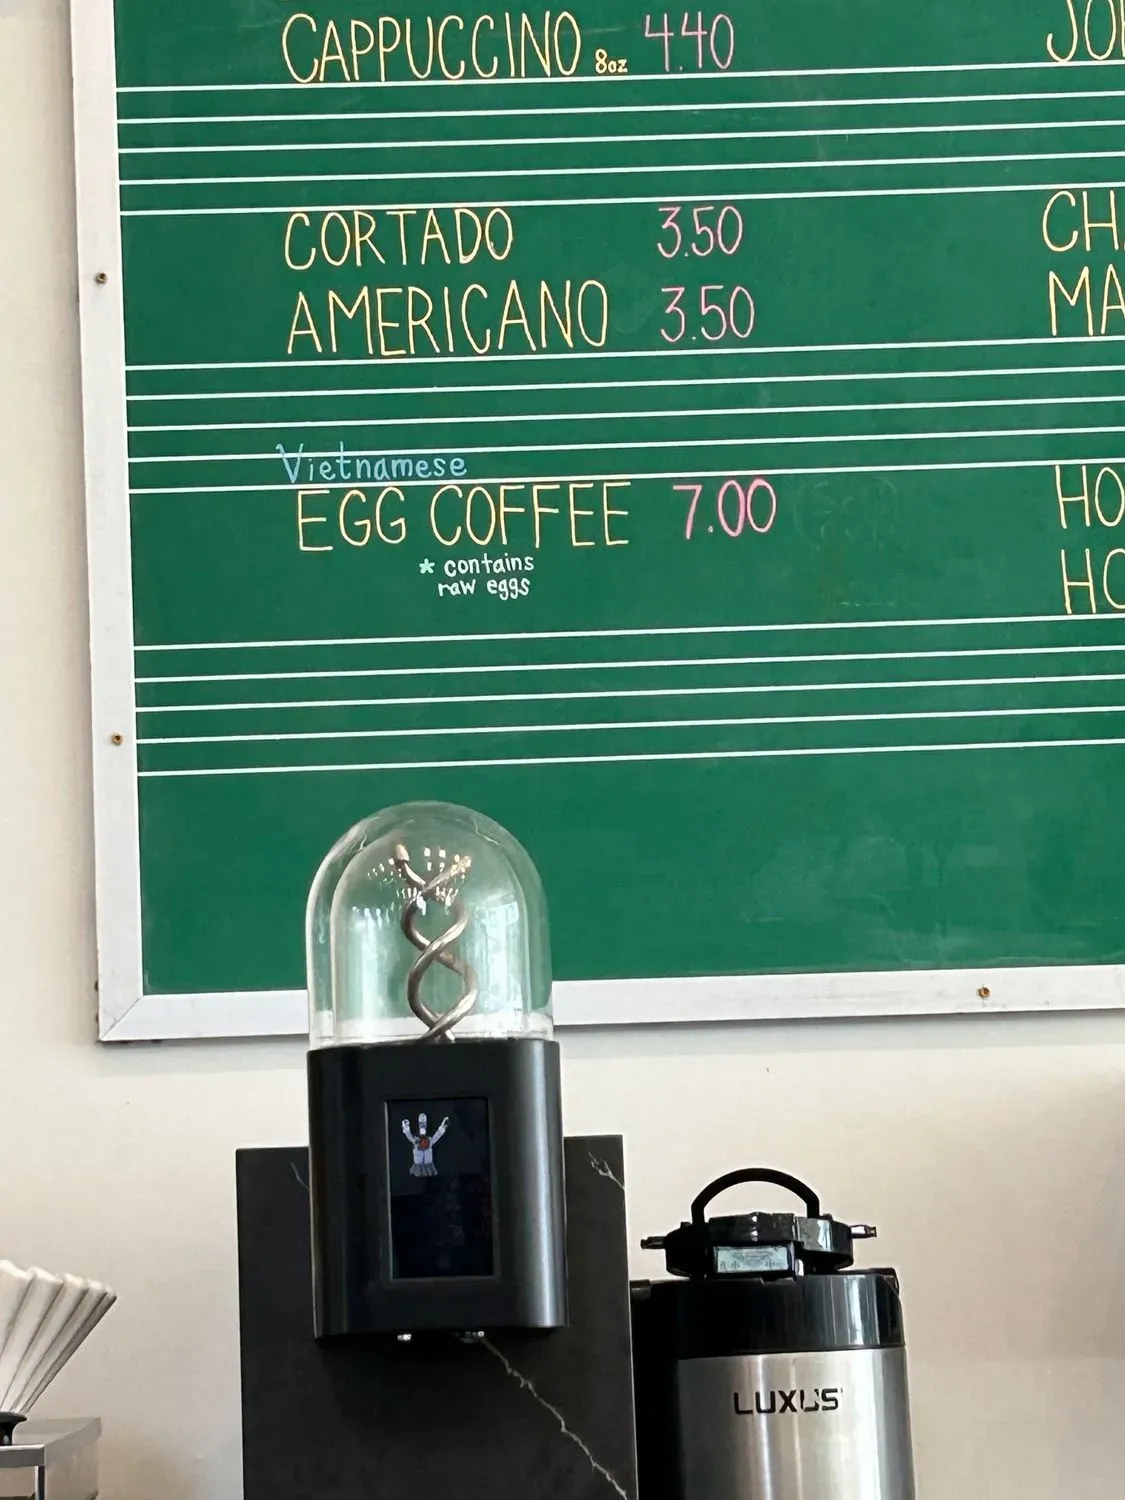 CAPPUCCINO 8oz 4.40
CORTADO 3.50
AMERICANO 3.50
Vietnamese
EGG COFFEE 7.00
* contains
raw eggs
LUXUS